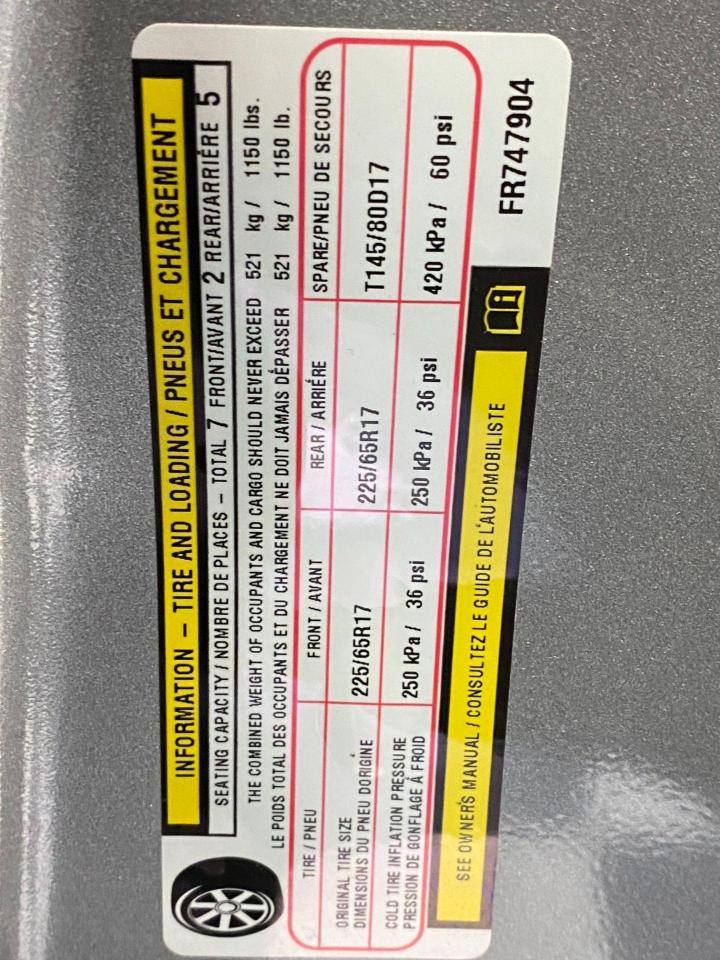 INFORMATION – TIRE AND LOADING / PNEUS ET CHARGEMENT
SEATING CAPACITY / NOMBRE DE PLACES – TOTAL 7 FRONT/AVANT 2 REAR/ARRIÈRE 5
THE COMBINED WEIGHT OF OCCUPANTS AND CARGO SHOULD NEVER EXCEED 521 kg / 1150 lbs.
LE POIDS TOTAL DES OCCUPANTS ET DU CHARGEMENT NE DOIT JAMAIS DÉPASSER 521 kg / 1150 lb.
TIRE / PNEU FRONT / AVANT REAR / ARRIÉRE SPARE/PNEU DE SECOURS
ORIGINAL TIRE SIZE
DIMENSIONS DU PNEU DORIGINE 225/65R17 225/65R17 T145/80D17
COLD TIRE INFLATION PRESSURE
PRESSION DE GONFLAGE À FROID 250 kPa / 36 psi 250 kPa / 36 psi 420 kPa / 60 psi
SEE OWNER'S MANUAL / CONSULTEZ LE GUIDE DE L'AUTOMOBILISTE
FR747904